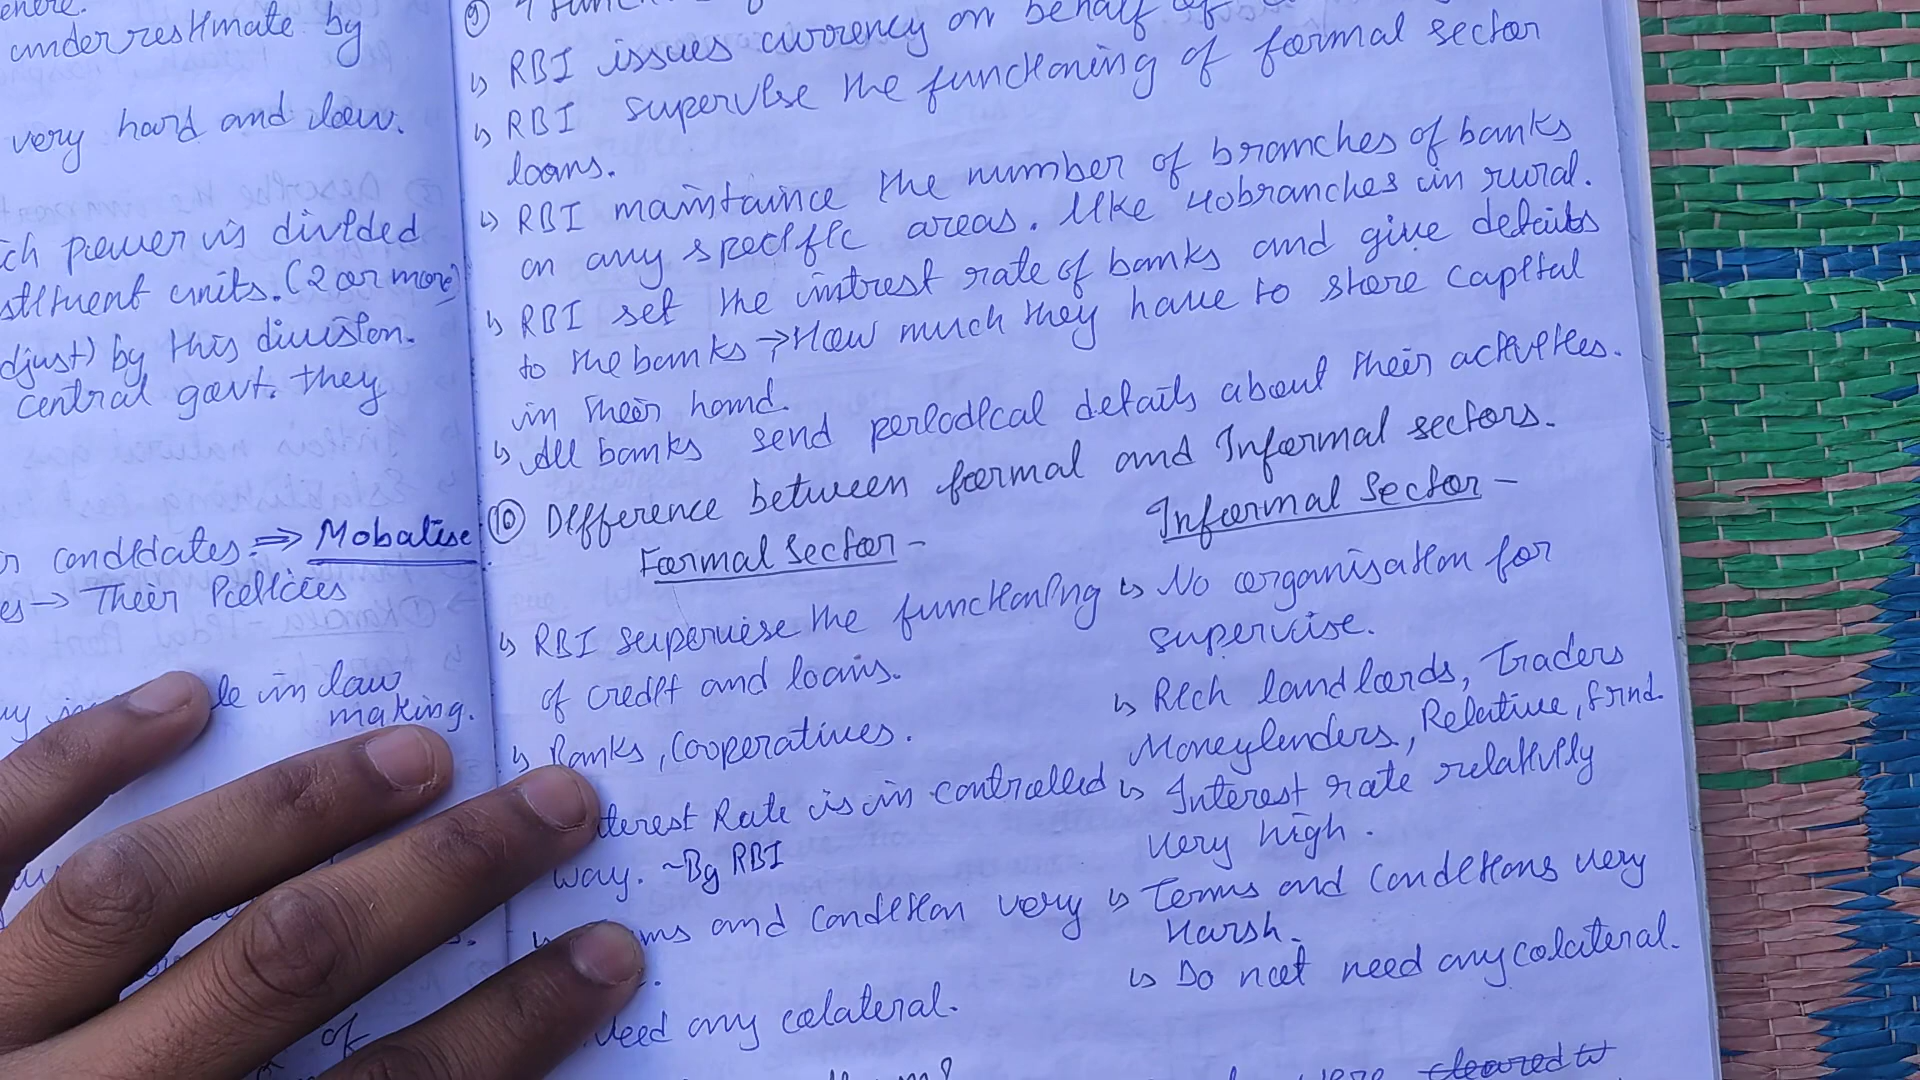 underrestimate by
very hard and law.
ch power is divided
stituent units. (2 or more)
djust) by this division.
central govt. they
candidates. ⇒ Mobatise
→ Their Policies
in law
making.
of
⑨
↳ RBI issues currency on behalf of
↳ RBI supervise the functioning of formal sector
loans.
↳ RBI maintaince the number of branches of banks
on any specific areas. like 40branches in rural.
↳ RBI set the intrest rate of banks and give details
to the banks → How much they have to store capital
in their hand.
↳ All banks send periodical details about their activities.
⑩ Difference between formal and Informal sectors.
Formal Sector -
↳ RBI supervise the functioning
of credit and loans.
↳ Banks, Cooperatives.
terest Rate is in controlled
way. ~By RBI
ms and condition very
Need any colateral.
Informal Sector -
↳ No organisation for
supervise.
↳ Rich landlords, Traders
Moneylenders, Relative, frnd.
↳ Interest rate relativly
very high.
↳ Terms and Conditions very
Harsh.
↳ Do not need any colateral.
cleared